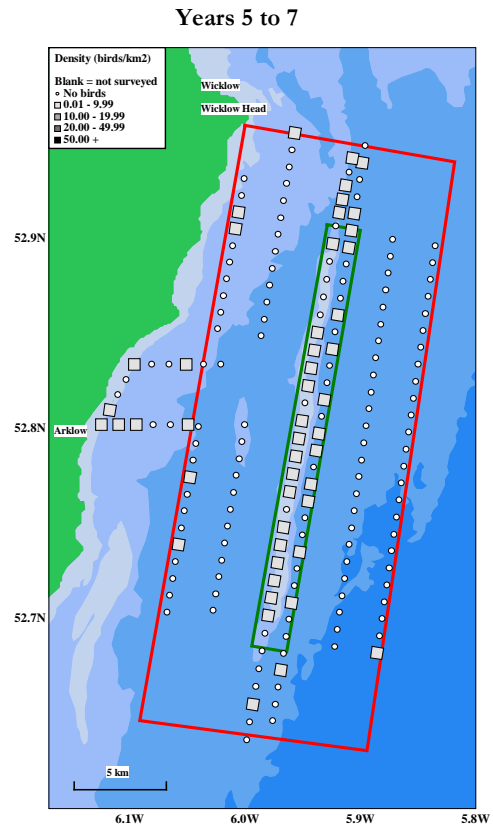 Years 5 to 7
Density (birds/km2)
Blank = not surveyed
No birds
0.01 - 9.99
10.00 - 19.99
20.00 - 49.99
50.00 +
Wicklow
Wicklow Head
52.9N
52.8N
Arklow
52.7N
5 km
6.1W 6.0W 5.9W 5.8W